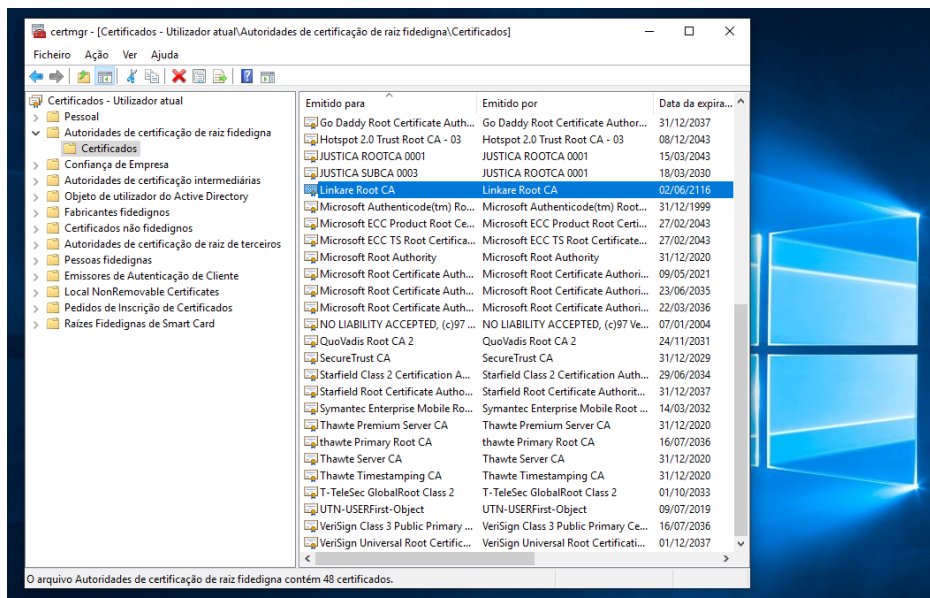 certmgr - [Certificados - Utilizador atual\Autoridades de certificação de raiz fidedigna\Certificados]
Ficheiro Ação Ver Ajuda
Certificados - Utilizador atual
Pessoal
Autoridades de certificação de raiz fidedigna
Certificados
Confiança de Empresa
Autoridades de certificação intermediárias
Objeto de utilizador do Active Directory
Fabricantes fidedignos
Certificados não fidedignos
Autoridades de certificação de raiz de terceiros
Pessoas fidedignas
Emissores de Autenticação de Cliente
Local NonRemovable Certificates
Pedidos de Inscrição de Certificados
Raízes Fidedignas de Smart Card
Emitido para Emitido por Data da expira...
Go Daddy Root Certificate Auth... Go Daddy Root Certificate Author... 31/12/2037
Hotspot 2.0 Trust Root CA - 03 Hotspot 2.0 Trust Root CA - 03 08/12/2043
JUSTICA ROOTCA 0001 JUSTICA ROOTCA 0001 15/03/2043
JUSTICA SUBCA 0003 JUSTICA ROOTCA 0001 18/03/2030
Linkare Root CA Linkare Root CA 02/06/2116
Microsoft Authenticode(tm) Ro... Microsoft Authenticode(tm) Root... 31/12/1999
Microsoft ECC Product Root Ce... Microsoft ECC Product Root Certi... 27/02/2043
Microsoft ECC TS Root Certifica... Microsoft ECC TS Root Certificate... 27/02/2043
Microsoft Root Authority Microsoft Root Authority 31/12/2020
Microsoft Root Certificate Auth... Microsoft Root Certificate Authori... 09/05/2021
Microsoft Root Certificate Auth... Microsoft Root Certificate Authori... 23/06/2035
Microsoft Root Certificate Auth... Microsoft Root Certificate Authori... 22/03/2036
NO LIABILITY ACCEPTED, (c)97 ... NO LIABILITY ACCEPTED, (c)97 Ve... 07/01/2004
QuoVadis Root CA 2 QuoVadis Root CA 2 24/11/2031
SecureTrust CA SecureTrust CA 31/12/2029
Starfield Class 2 Certification A... Starfield Class 2 Certification Auth... 29/06/2034
Starfield Root Certificate Autho... Starfield Root Certificate Authorit... 31/12/2037
Symantec Enterprise Mobile Ro... Symantec Enterprise Mobile Root ... 14/03/2032
Thawte Premium Server CA Thawte Premium Server CA 31/12/2020
thawte Primary Root CA thawte Primary Root CA 16/07/2036
Thawte Server CA Thawte Server CA 31/12/2020
Thawte Timestamping CA Thawte Timestamping CA 31/12/2020
T-TeleSec GlobalRoot Class 2 T-TeleSec GlobalRoot Class 2 01/10/2033
UTN-USERFirst-Object UTN-USERFirst-Object 09/07/2019
VeriSign Class 3 Public Primary ... VeriSign Class 3 Public Primary Ce... 16/07/2036
VeriSign Universal Root Certific... VeriSign Universal Root Certificati... 01/12/2037
O arquivo Autoridades de certificação de raiz fidedigna contém 48 certificados.